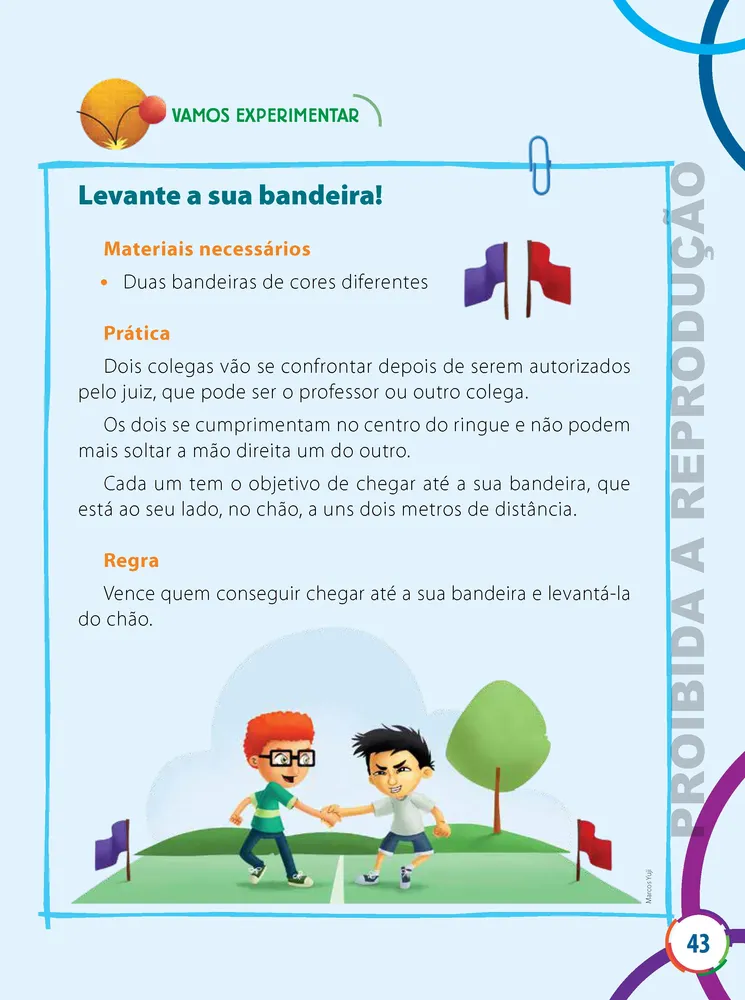 VAMOS EXPERIMENTAR
Levante a sua bandeira!
Materiais necessários
• Duas bandeiras de cores diferentes
Prática
Dois colegas vão se confrontar depois de serem autorizados
pelo juiz, que pode ser o professor ou outro colega.
Os dois se cumprimentam no centro do ringue e não podem
mais soltar a mão direita um do outro.
Cada um tem o objetivo de chegar até a sua bandeira, que
está ao seu lado, no chão, a uns dois metros de distância.
Regra
Vence quem conseguir chegar até a sua bandeira e levantá-la
do chão.
Marcos Yuji
PROIBIDA A REPRODUÇÃO
43